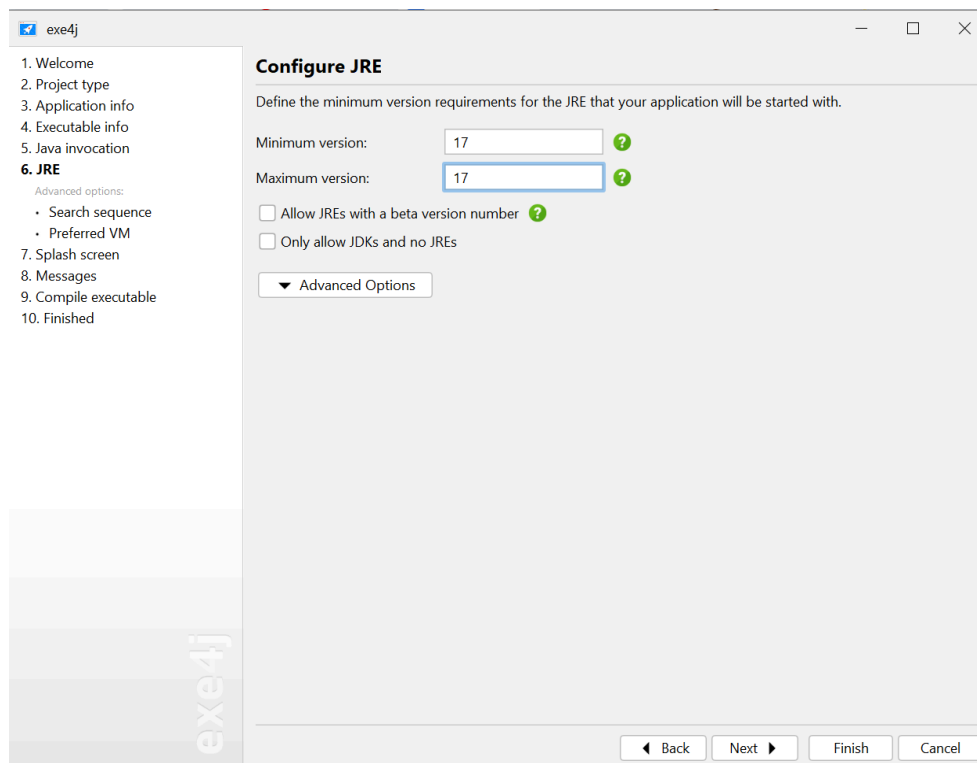 exe4j
1. Welcome
2. Project type
3. Application info
4. Executable info
5. Java invocation
6. JRE
Advanced options:
• Search sequence
• Preferred VM
7. Splash screen
8. Messages
9. Compile executable
10. Finished
exe4j
Configure JRE
Define the minimum version requirements for the JRE that your application will be started with.
Minimum version: 17 ?
Maximum version: 17 ?
Allow JREs with a beta version number ?
Only allow JDKs and no JREs
Advanced Options
Back Next Finish Cancel